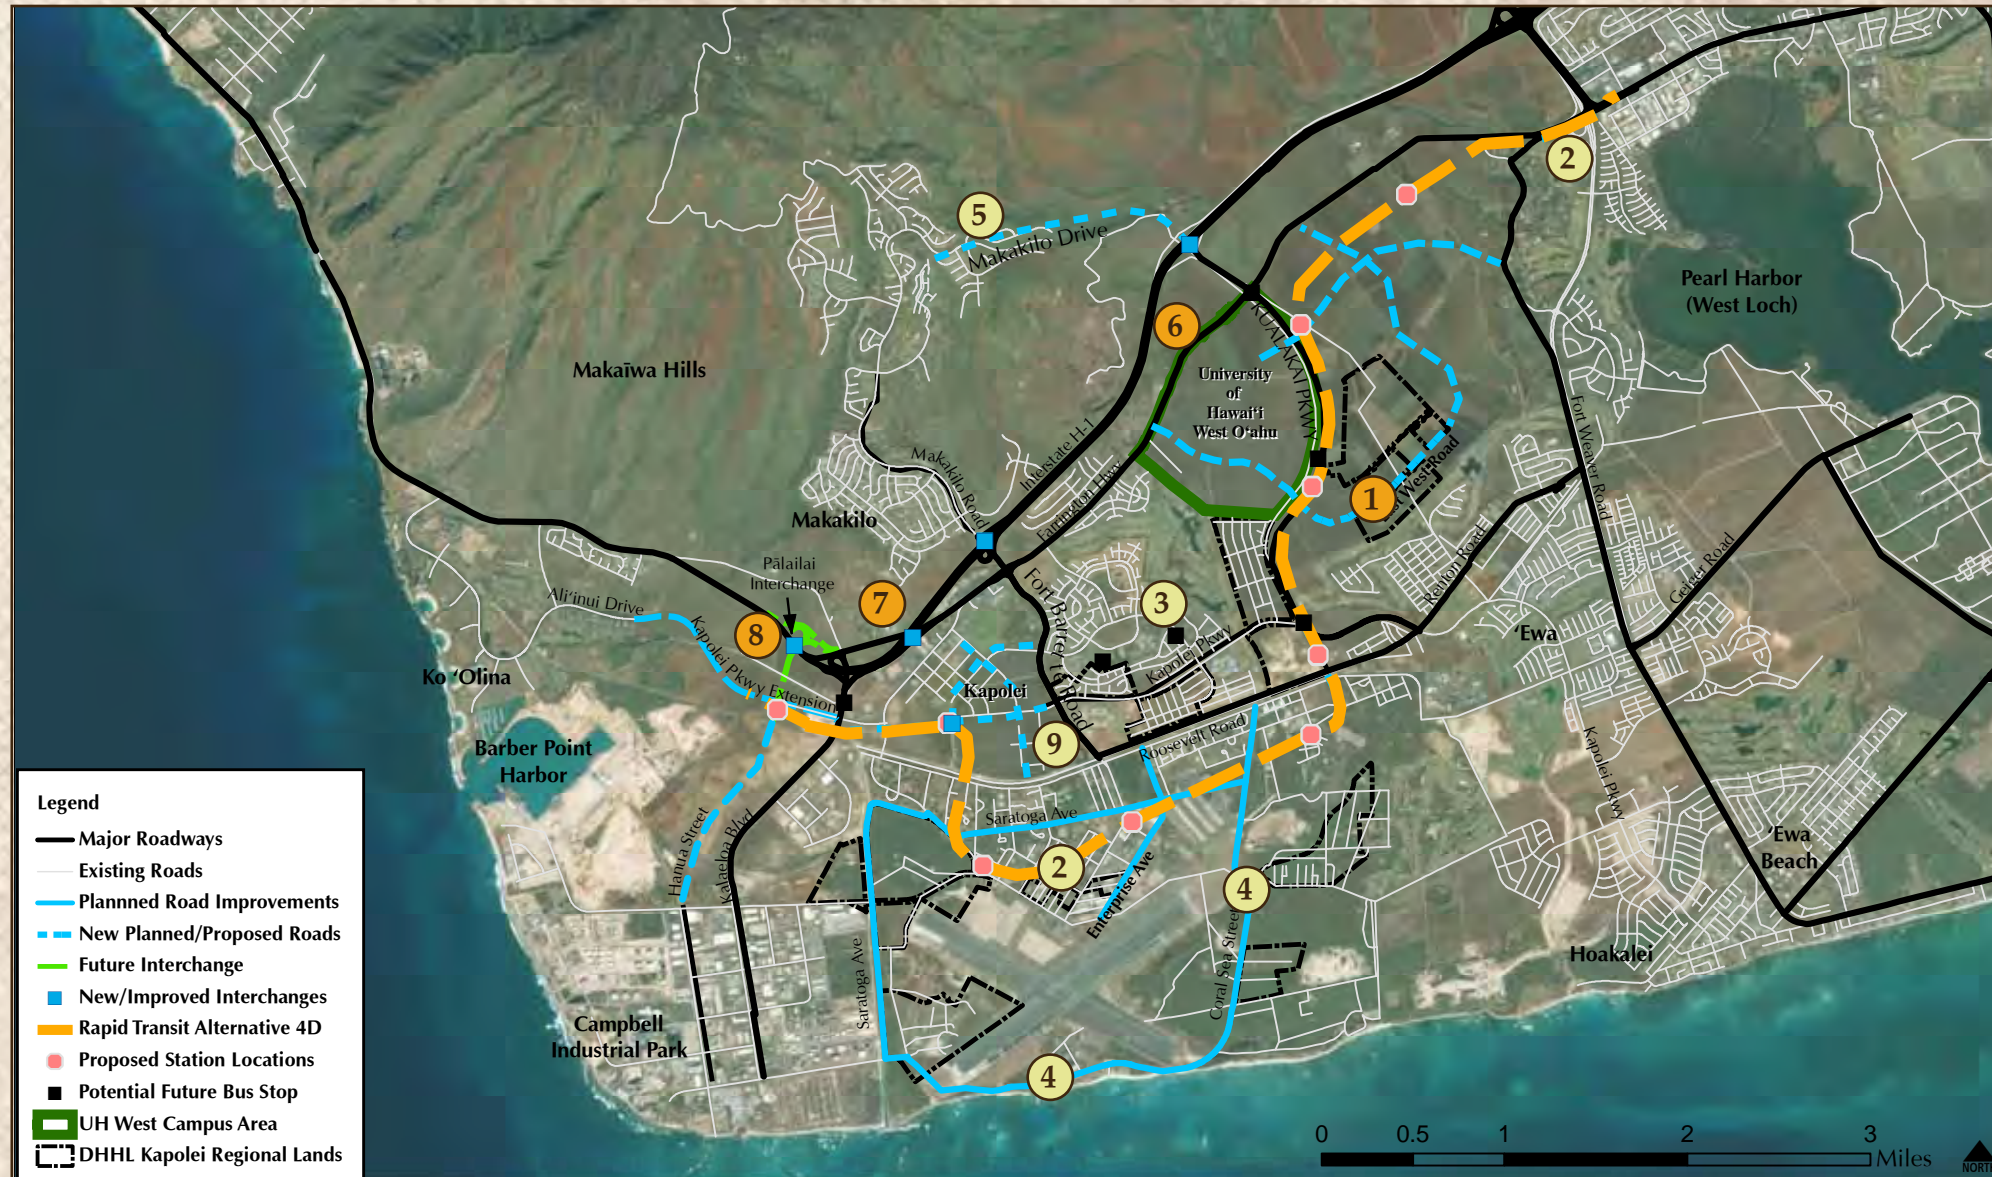 2
5
Makakilo Drive
Pearl Harbor
(West Loch)
6
KUALAKAI PKWY
Makaīwa Hills
University
of
Hawai‘i
West O‘ahu
Fort Weaver Road
Interstate H-1
Makakilo Road
Farrington Hwy
East West Road
1
Makakilo
Pālailai
Interchange
Ali‘inui Drive
7
8
3
Fort Barrette Road
Renton Road
Geiger Road
‘Ewa
Kapolei Pkwy
Kapolei Pkwy Extension
Ko ‘Olina
Kapolei
Roosevelt Road
9
Barber Point
Harbor
Kapolei Pkwy
Hanua Street
Kalaeloa Blvd
Saratoga Ave
2
Enterprise Ave
4
Coral Sea Street
‘Ewa
Beach
Hoakalei
Saratoga Ave
Campbell
Industrial Park
4
Legend
Major Roadways
Existing Roads
Plannned Road Improvements
New Planned/Proposed Roads
Future Interchange
New/Improved Interchanges
Rapid Transit Alternative 4D
Proposed Station Locations
Potential Future Bus Stop
UH West Campus Area
DHHL Kapolei Regional Lands
0 0.5 1 2 3
Miles
NORTH